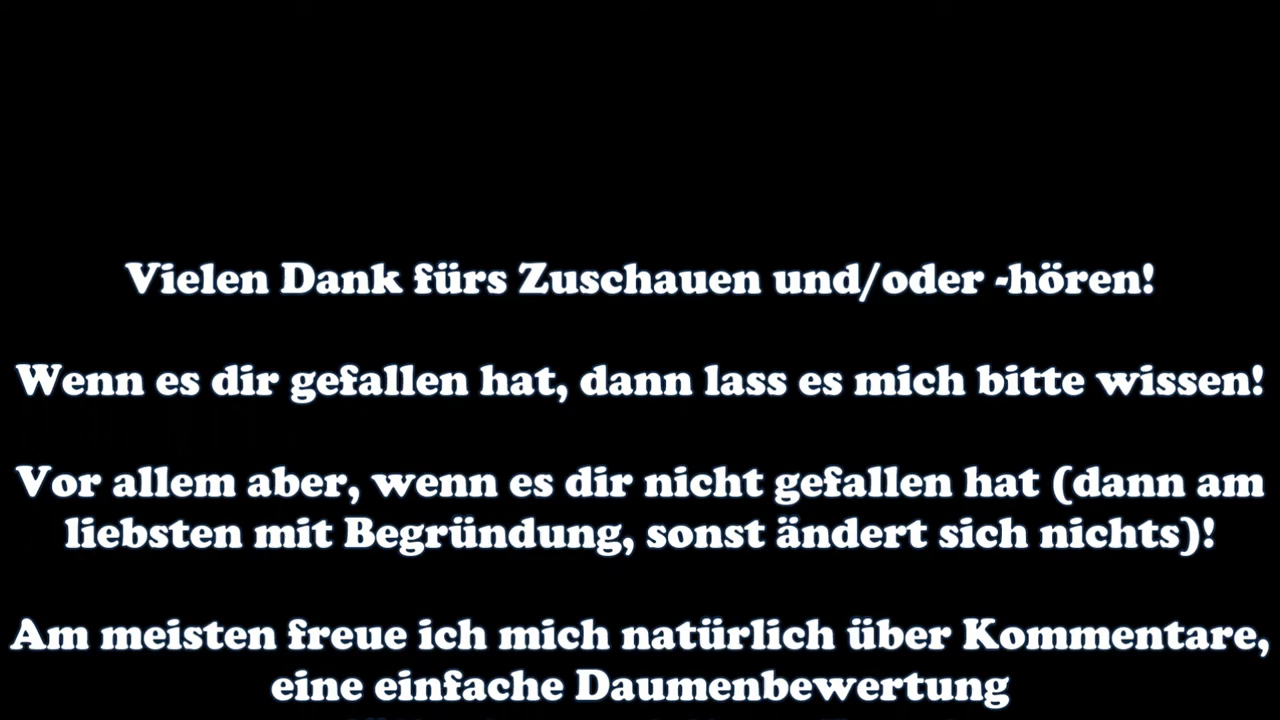 Vielen Dank fürs Zuschauen und/oder -hören!
Wenn es dir gefallen hat, dann lass es mich bitte wissen!
Vor allem aber, wenn es dir nicht gefallen hat (dann am
liebsten mit Begründung, sonst ändert sich nichts)!
Am meisten freue ich mich natürlich über Kommentare,
eine einfache Daumenbewertung